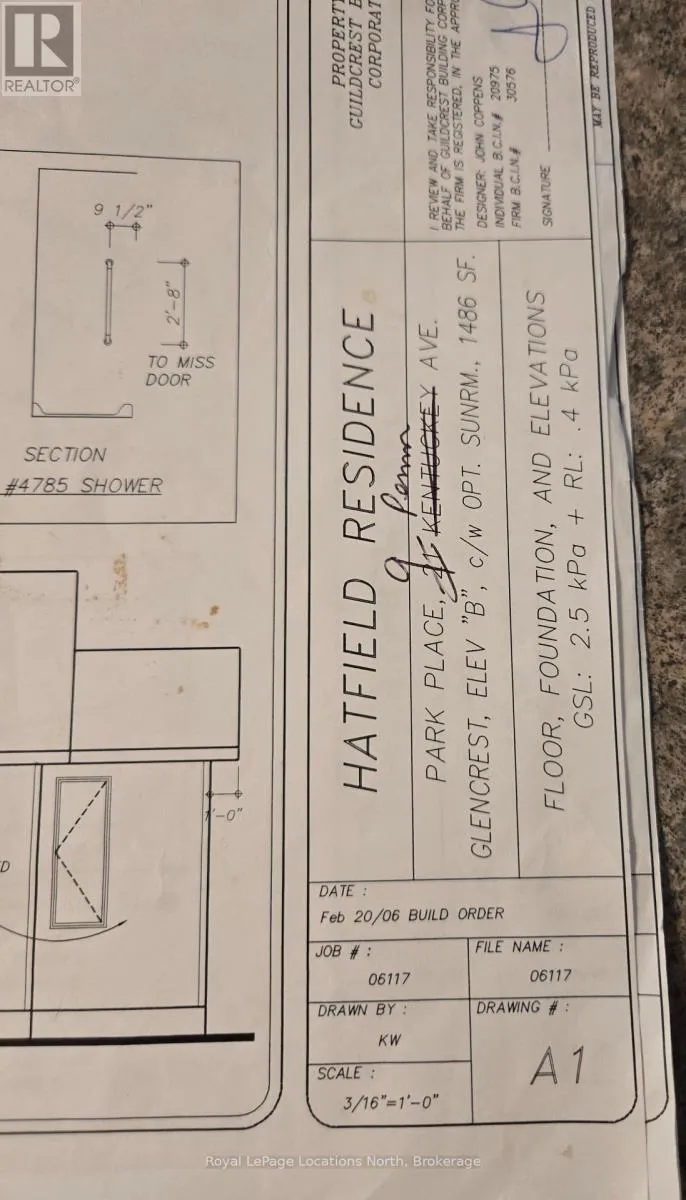 REALTOR®
9 1/2"
2'-8"
TO MISS
DOOR
SECTION
#4785 SHOWER
1'-0"
PROPERTY
GUILDCREST B
CORPORAT
I REVIEW AND TAKE RESPONSIBILITY FO
BEHALF OF GUILDCREST BUILDING CORP
THE FIRM IS REGISTERED, IN THE APPRO
DESIGNER: JOHN COPPENS
INDIVIDUAL B.C.I.N.# 20975
FIRM B.C.I.N.# 30576
SIGNATURE
MAY BE REPRODUCED
HATFIELD RESIDENCE
9 Penn
PARK PLACE, KENTUCKEY AVE.
GLENCREST, ELEV "B", c/w OPT. SUNRM., 1486 SF.
FLOOR, FOUNDATION, AND ELEVATIONS
GSL: 2.5 kPa + RL: .4 kPa
DATE :
Feb 20/06 BUILD ORDER
JOB # :
06117
FILE NAME :
06117
DRAWN BY :
KW
DRAWING # :
A1
SCALE :
3/16"=1'-0"
Royal LePage Locations North, Brokerage